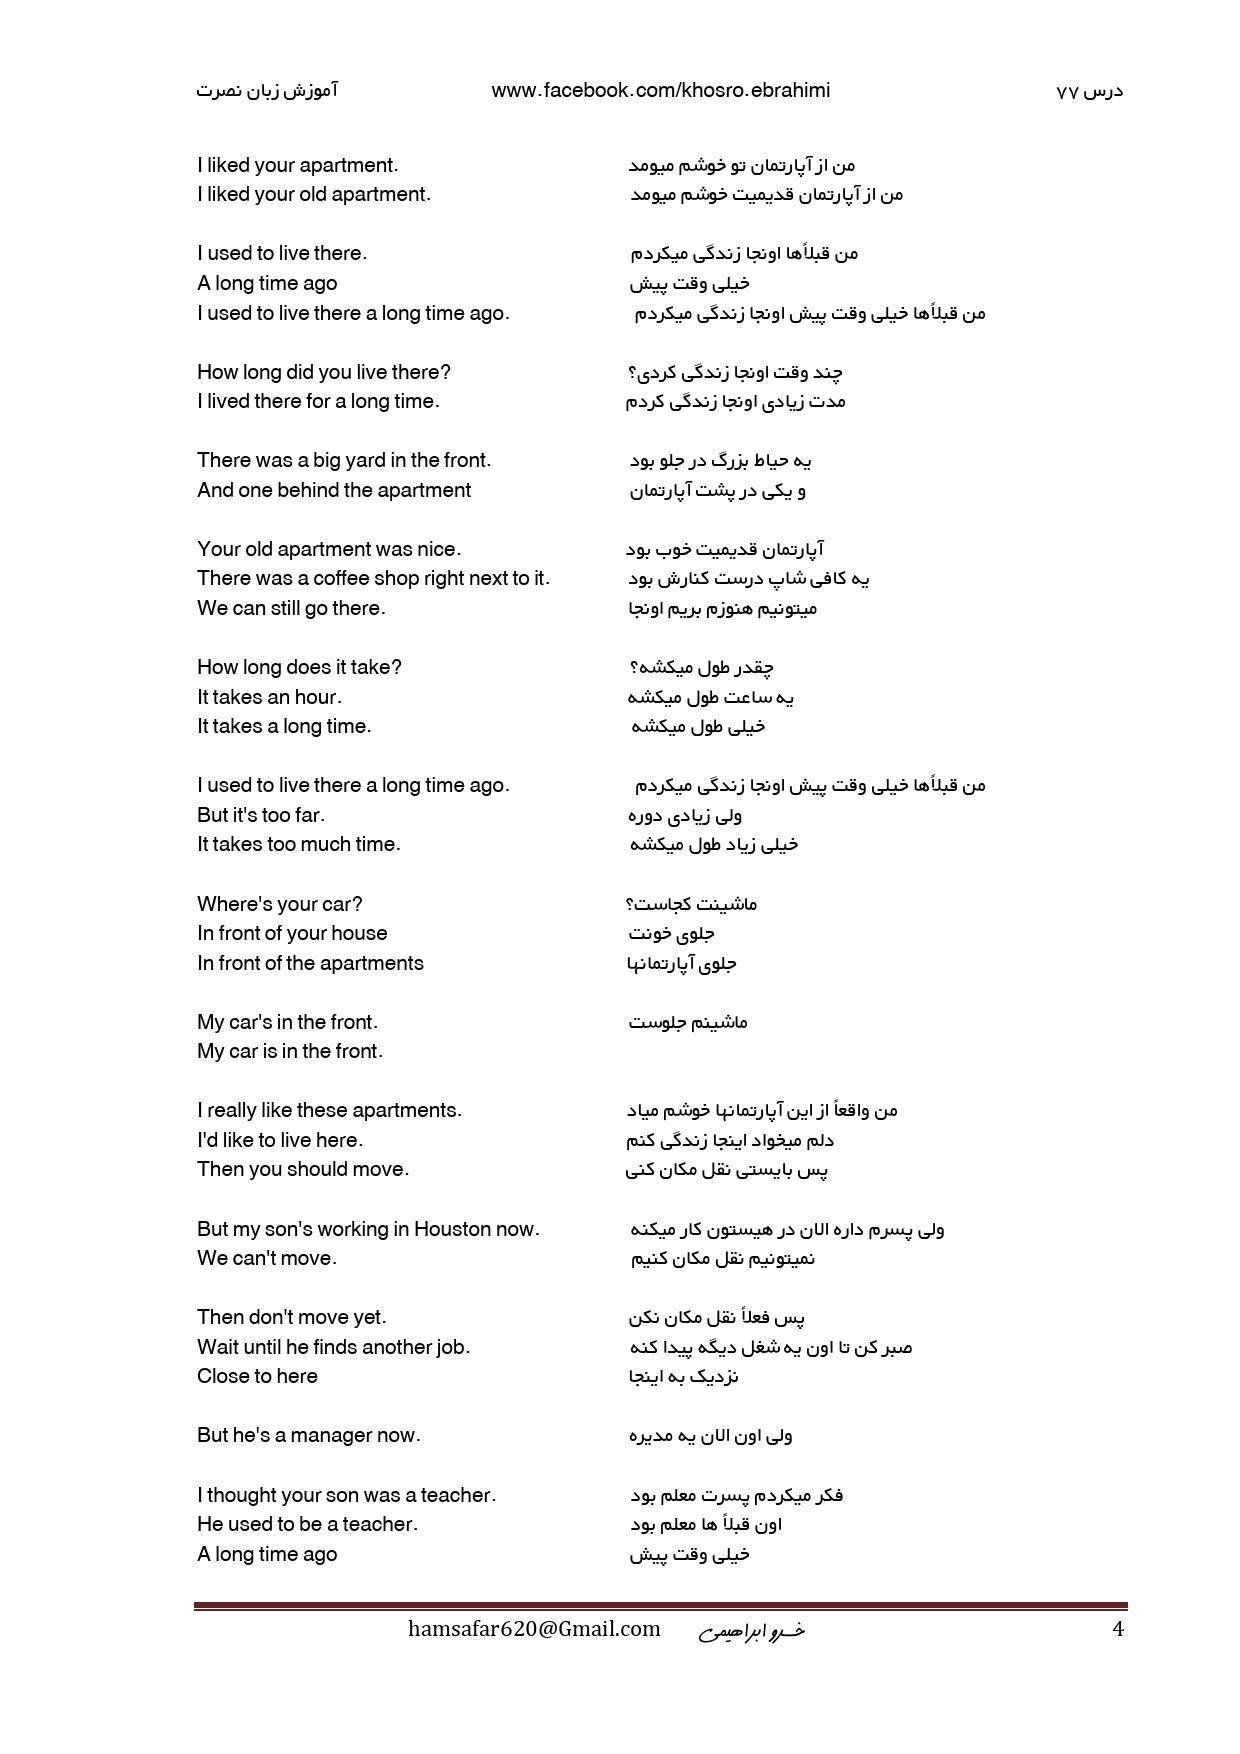 آموزش زبان نصرت www.facebook.com/khosro.ebrahimi درس ۷۷
I liked your apartment. من از آپارتمان تو خوشم میومد
I liked your old apartment. من از آپارتمان قدیمیت خوشم میومد
I used to live there. من قبلاًها اونجا زندگی میکردم
A long time ago خیلی وقت پیش
I used to live there a long time ago. من قبلاًها خیلی وقت پیش اونجا زندگی میکردم
How long did you live there? چند وقت اونجا زندگی کردی؟
I lived there for a long time. مدت زیادی اونجا زندگی کردم
There was a big yard in the front. یه حیاط بزرگ در جلو بود
And one behind the apartment و یکی در پشت آپارتمان
Your old apartment was nice. آپارتمان قدیمیت خوب بود
There was a coffee shop right next to it. یه کافی شاپ درست کنارش بود
We can still go there. میتونیم هنوزم بریم اونجا
How long does it take? چقدر طول میکشه؟
It takes an hour. یه ساعت طول میکشه
It takes a long time. خیلی طول میکشه
I used to live there a long time ago. من قبلاًها خیلی وقت پیش اونجا زندگی میکردم
But it's too far. ولی زیادی دوره
It takes too much time. خیلی زیاد طول میکشه
Where's your car? ماشینت کجاست؟
In front of your house جلوی خونت
In front of the apartments جلوی آپارتمانها
My car's in the front. ماشینم جلوست
My car is in the front.
I really like these apartments. من واقعاً از این آپارتمانها خوشم میاد
I'd like to live here. دلم میخواد اینجا زندگی کنم
Then you should move. پس بایستی نقل مکان کنی
But my son's working in Houston now. ولی پسرم داره الان در هیستون کار میکنه
We can't move. نمیتونیم نقل مکان کنیم
Then don't move yet. پس فعلاً نقل مکان نکن
Wait until he finds another job. صبر کن تا اون یه شغل دیگه پیدا کنه
Close to here نزدیک به اینجا
But he's a manager now. ولی اون الان یه مدیره
I thought your son was a teacher. فکر میکردم پسرت معلم بود
He used to be a teacher. اون قبلاً ها معلم بود
A long time ago خیلی وقت پیش
hamsafar620@Gmail.com خسرو ابراهیمی 4